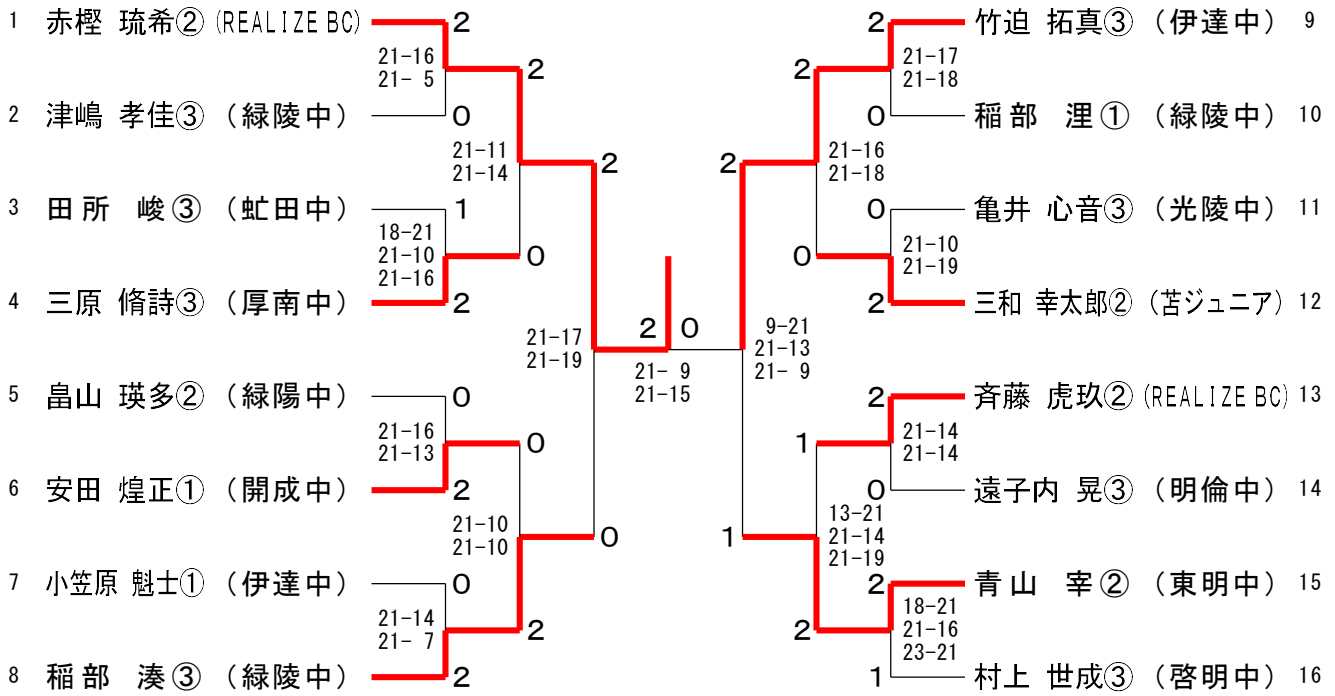 1 赤樫 琉希② (REALIZE BC) 2
21-16
21- 5
2
2 津嶋 孝佳③ (緑陵中) 0
21-11
21-14
2
3 田所 峻③ (虻田中) 1
18-21
21-10
21-16
0
4 三原 脩詩③ (厚南中) 2
21-17
21-19
5 畠山 瑛多② (緑陽中) 0
21-16
21-13
0
6 安田 煌正① (開成中) 2
21-10
21-10
0
7 小笠原 魁士① (伊達中) 0
21-14
21- 7
2
8 稲部 湊③ (緑陵中) 2
2 0
21- 9
21-15
2 竹迫 拓真③ (伊達中) 9
2
21-17
21-18
0 稲部 浬① (緑陵中) 10
2
21-16
21-18
0 亀井 心音③ (光陵中) 11
0
21-10
21-19
2 三和 幸太郎② (苫ジュニア) 12
9-21
21-13
21- 9
2 斉藤 虎玖② (REALIZE BC) 13
1
21-14
21-14
0 遠子内 晃③ (明倫中) 14
1
13-21
21-14
21-19
2 青山 宰② (東明中) 15
2
18-21
21-16
23-21
1 村上 世成③ (啓明中) 16